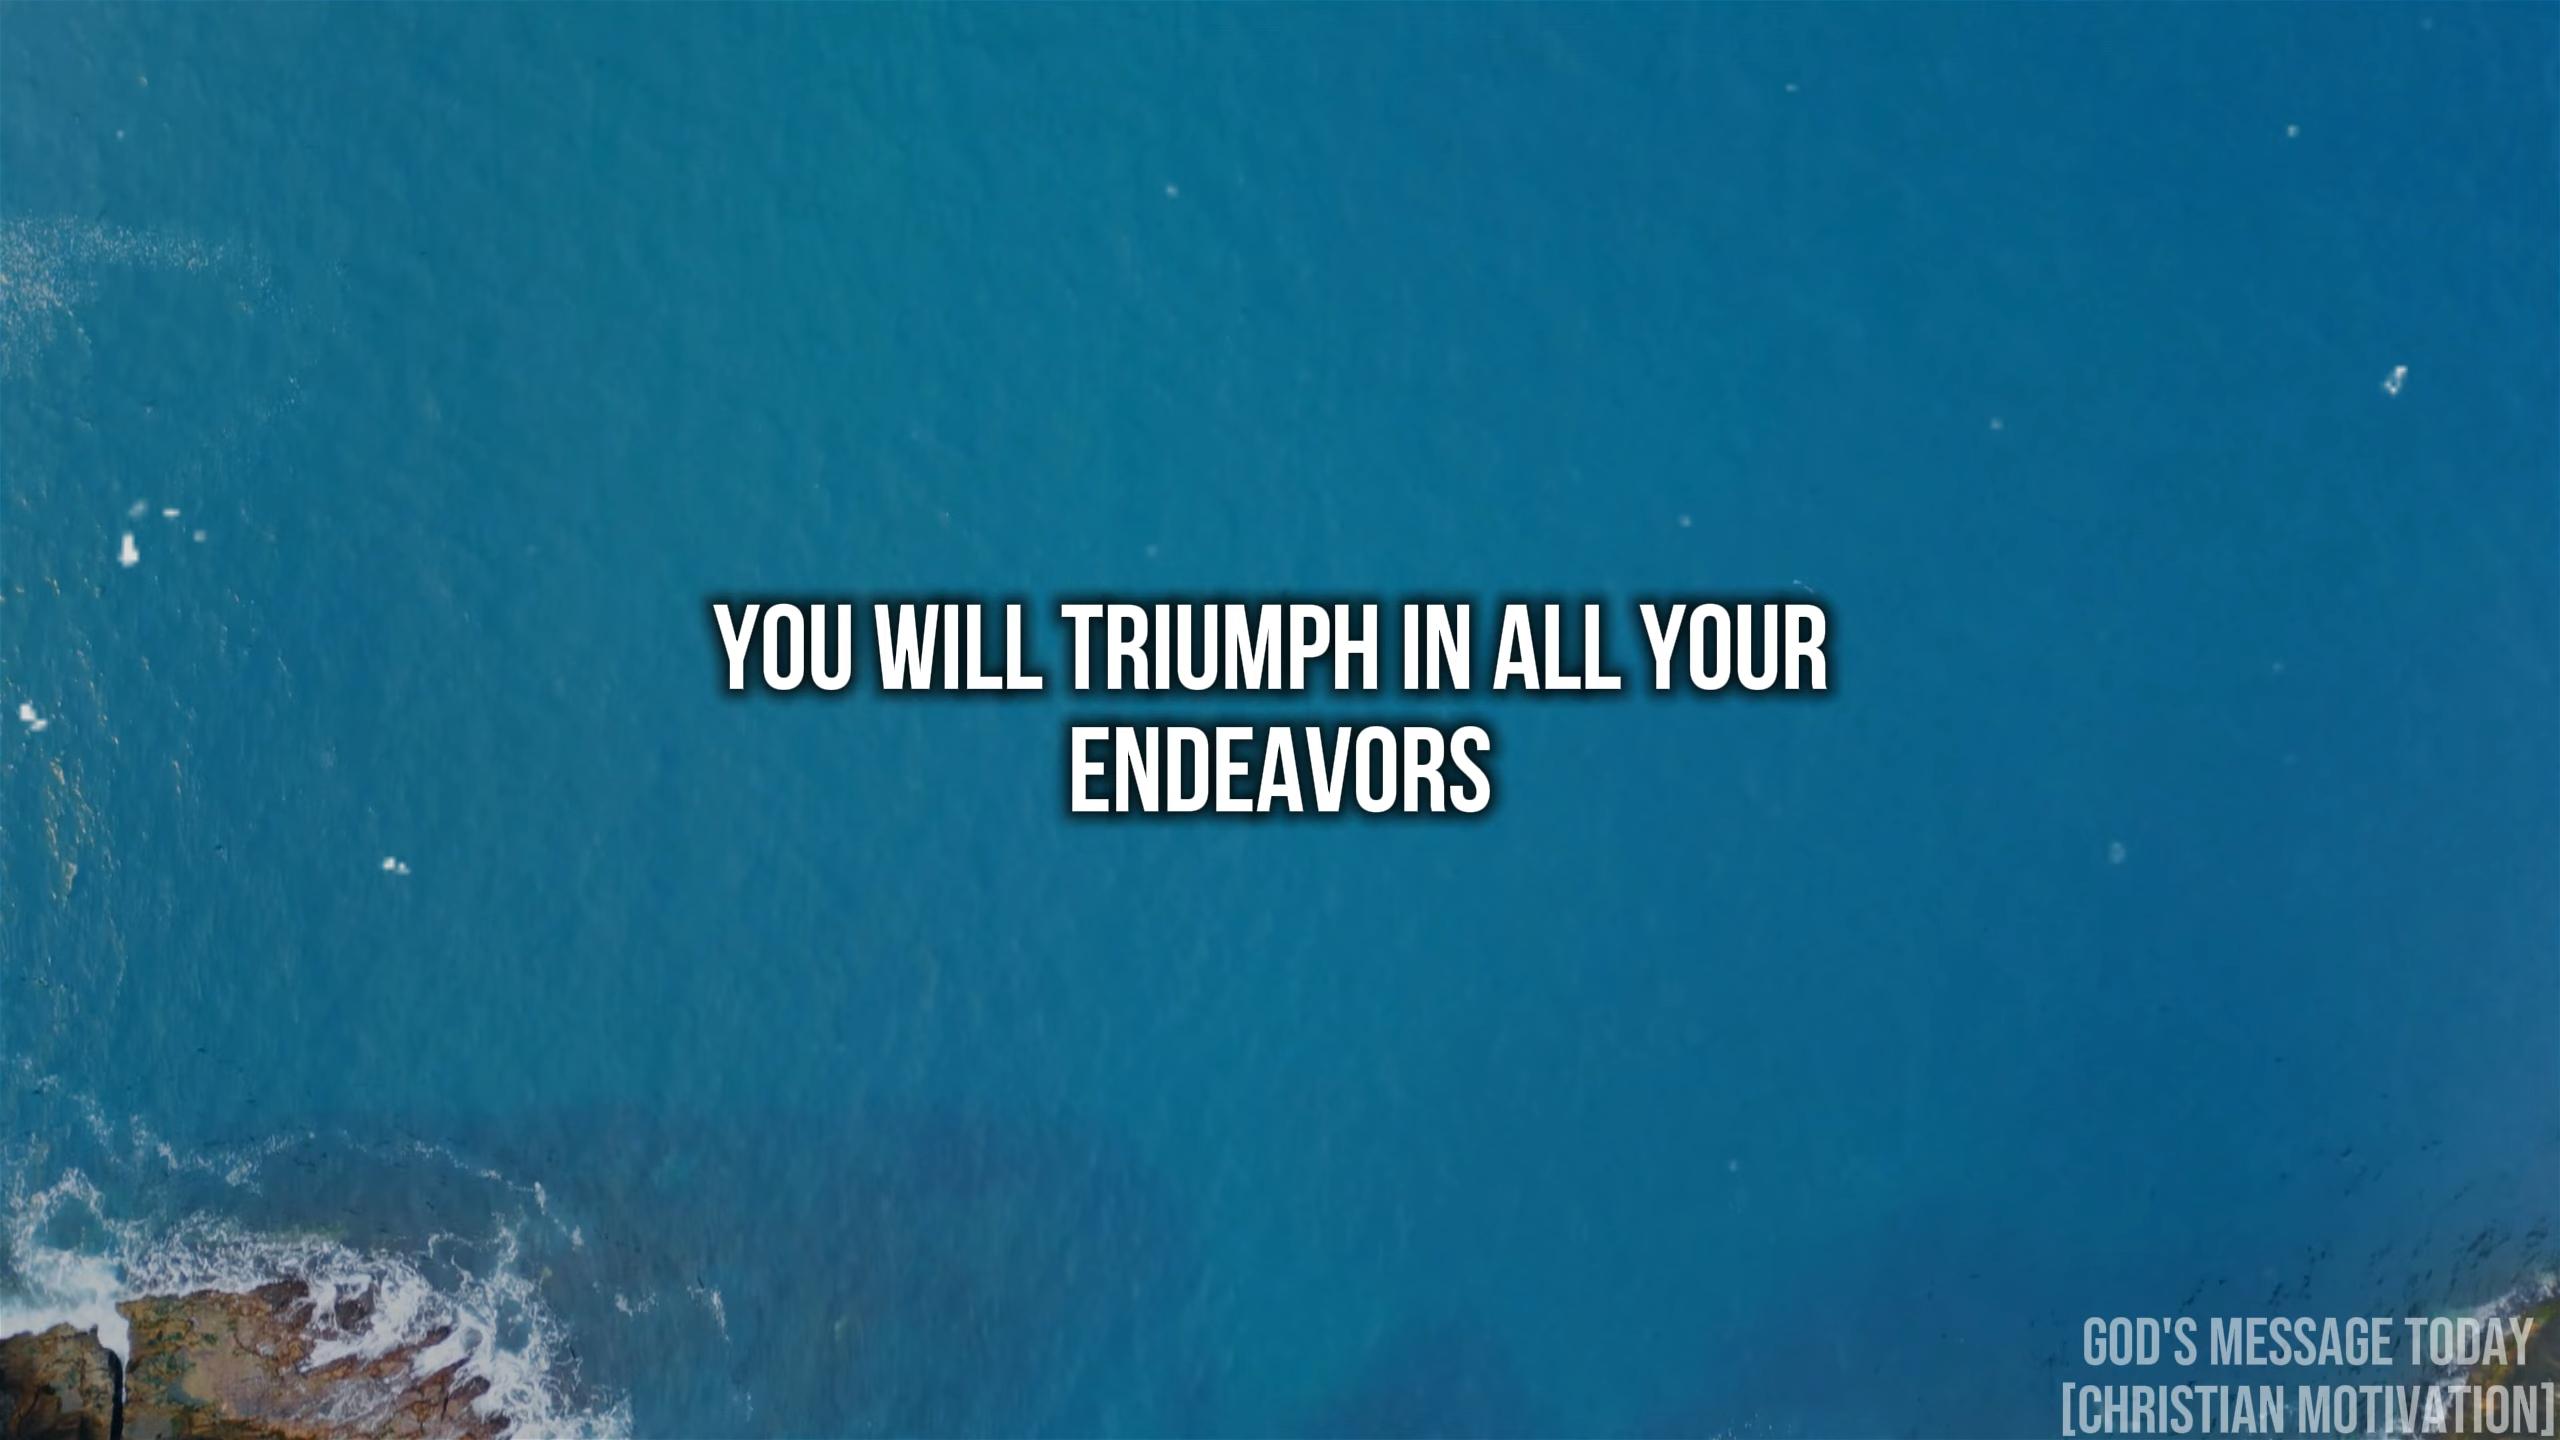 YOU WILL TRIUMPH IN ALL YOUR
ENDEAVORS
GOD'S MESSAGE TODAY
[CHRISTIAN MOTIVATION]